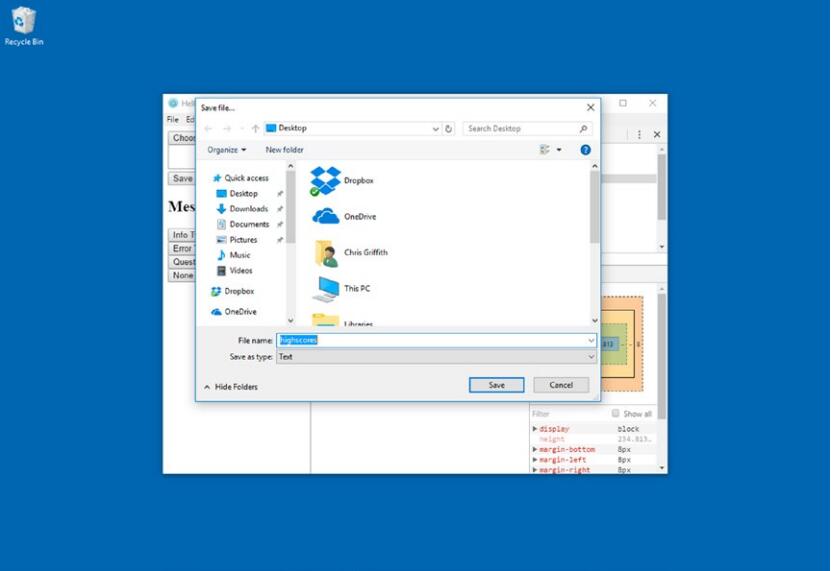 Recycle Bin
Hel
File Ed
Save file...
Desktop
Search Desktop
Organize
New folder
Choo
Save
Mes
Info T
Error
Quest
None
Quick access
Desktop
Downloads
Documents
Pictures
Music
Videos
Dropbox
OneDrive
Dropbox
OneDrive
Chris Griffith
This PC
Libraries
File name: highscores
Save as type: Text
Hide Folders
Save
Cancel
813
8
Filter
Show all
display block
height 234.813...
margin-bottom 8px
margin-left 8px
margin-right 8px